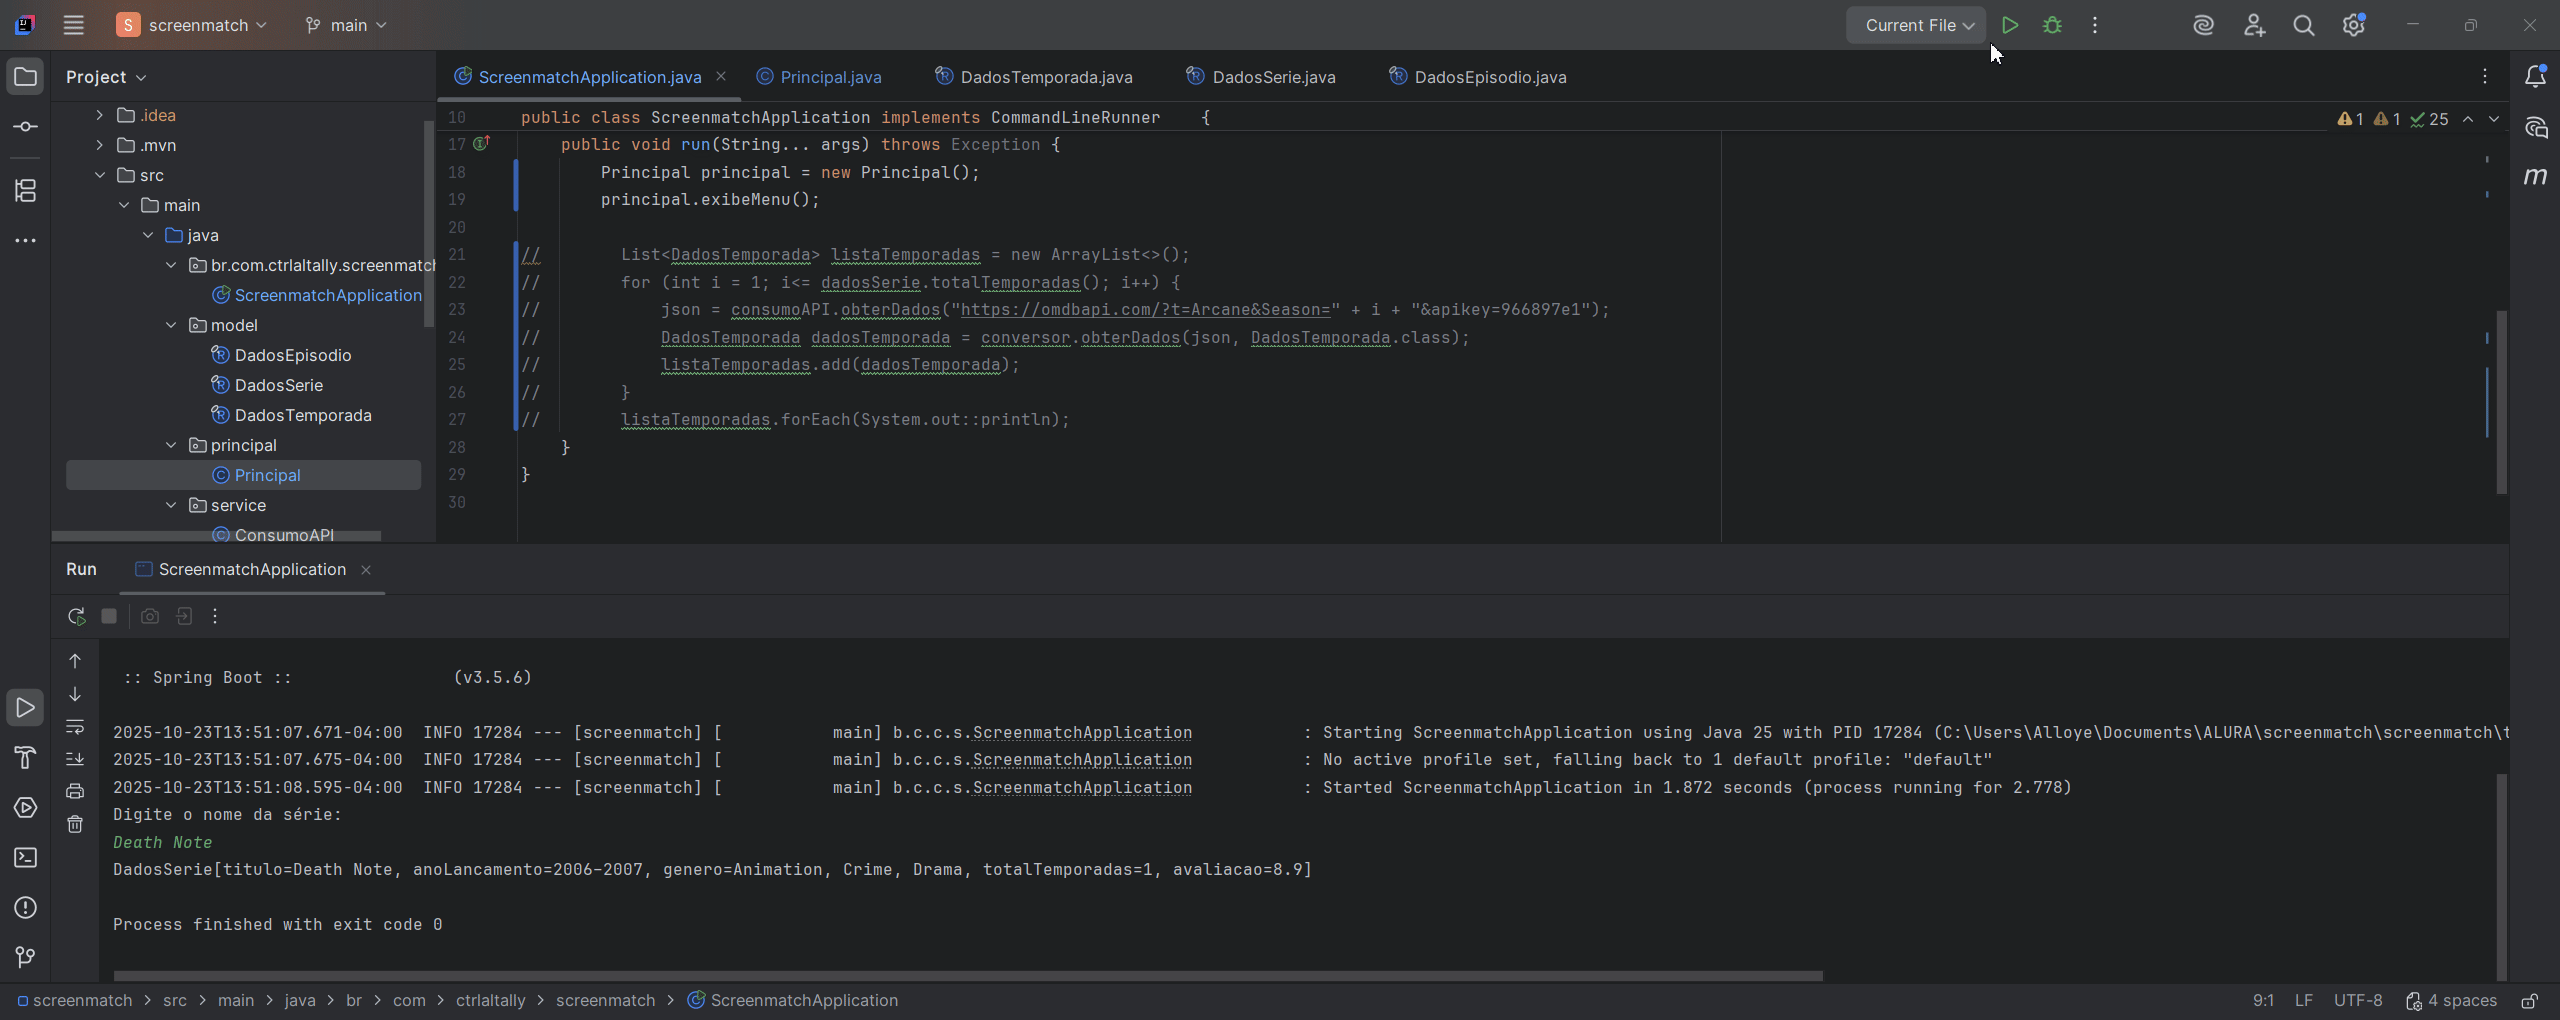 S screenmatch main Current File
Project
ScreenmatchApplication.java Principal.java DadosTemporada.java DadosSerie.java DadosEpisodio.java
.idea
.mvn
src
main
java
br.com.ctrlaltally.screenmatch
ScreenmatchApplication
model
DadosEpisodio
DadosSerie
DadosTemporada
principal
Principal
service
ConsumoAPI
10 public class ScreenmatchApplication implements CommandLineRunner {
1 1 25
17 public void run(String... args) throws Exception {
18 Principal principal = new Principal();
19 principal.exibeMenu();
20
21 // List<DadosTemporada> listaTemporadas = new ArrayList<>();
22 // for (int i = 1; i<= dadosSerie.totalTemporadas(); i++) {
23 // json = consumoAPI.obterDados("https://omdbapi.com/?t=Arcane&Season=" + i + "&apikey=966897e1");
24 // DadosTemporada dadosTemporada = conversor.obterDados(json, DadosTemporada.class);
25 // listaTemporadas.add(dadosTemporada);
26 // }
27 // listaTemporadas.forEach(System.out::println);
28 }
29 }
30
m
Run ScreenmatchApplication
:: Spring Boot :: (v3.5.6)
2025-10-23T13:51:07.671-04:00 INFO 17284 --- [screenmatch] [ main] b.c.c.s.ScreenmatchApplication : Starting ScreenmatchApplication using Java 25 with PID 17284 (C:\Users\Alloye\Documents\ALURA\screenmatch\screenmatch\t
2025-10-23T13:51:07.675-04:00 INFO 17284 --- [screenmatch] [ main] b.c.c.s.ScreenmatchApplication : No active profile set, falling back to 1 default profile: "default"
2025-10-23T13:51:08.595-04:00 INFO 17284 --- [screenmatch] [ main] b.c.c.s.ScreenmatchApplication : Started ScreenmatchApplication in 1.872 seconds (process running for 2.778)
Digite o nome da série:
Death Note
DadosSerie[titulo=Death Note, anoLancamento=2006–2007, genero=Animation, Crime, Drama, totalTemporadas=1, avaliacao=8.9]
Process finished with exit code 0
screenmatch > src > main > java > br > com > ctrlaltally > screenmatch > ScreenmatchApplication 9:1 LF UTF-8 4 spaces